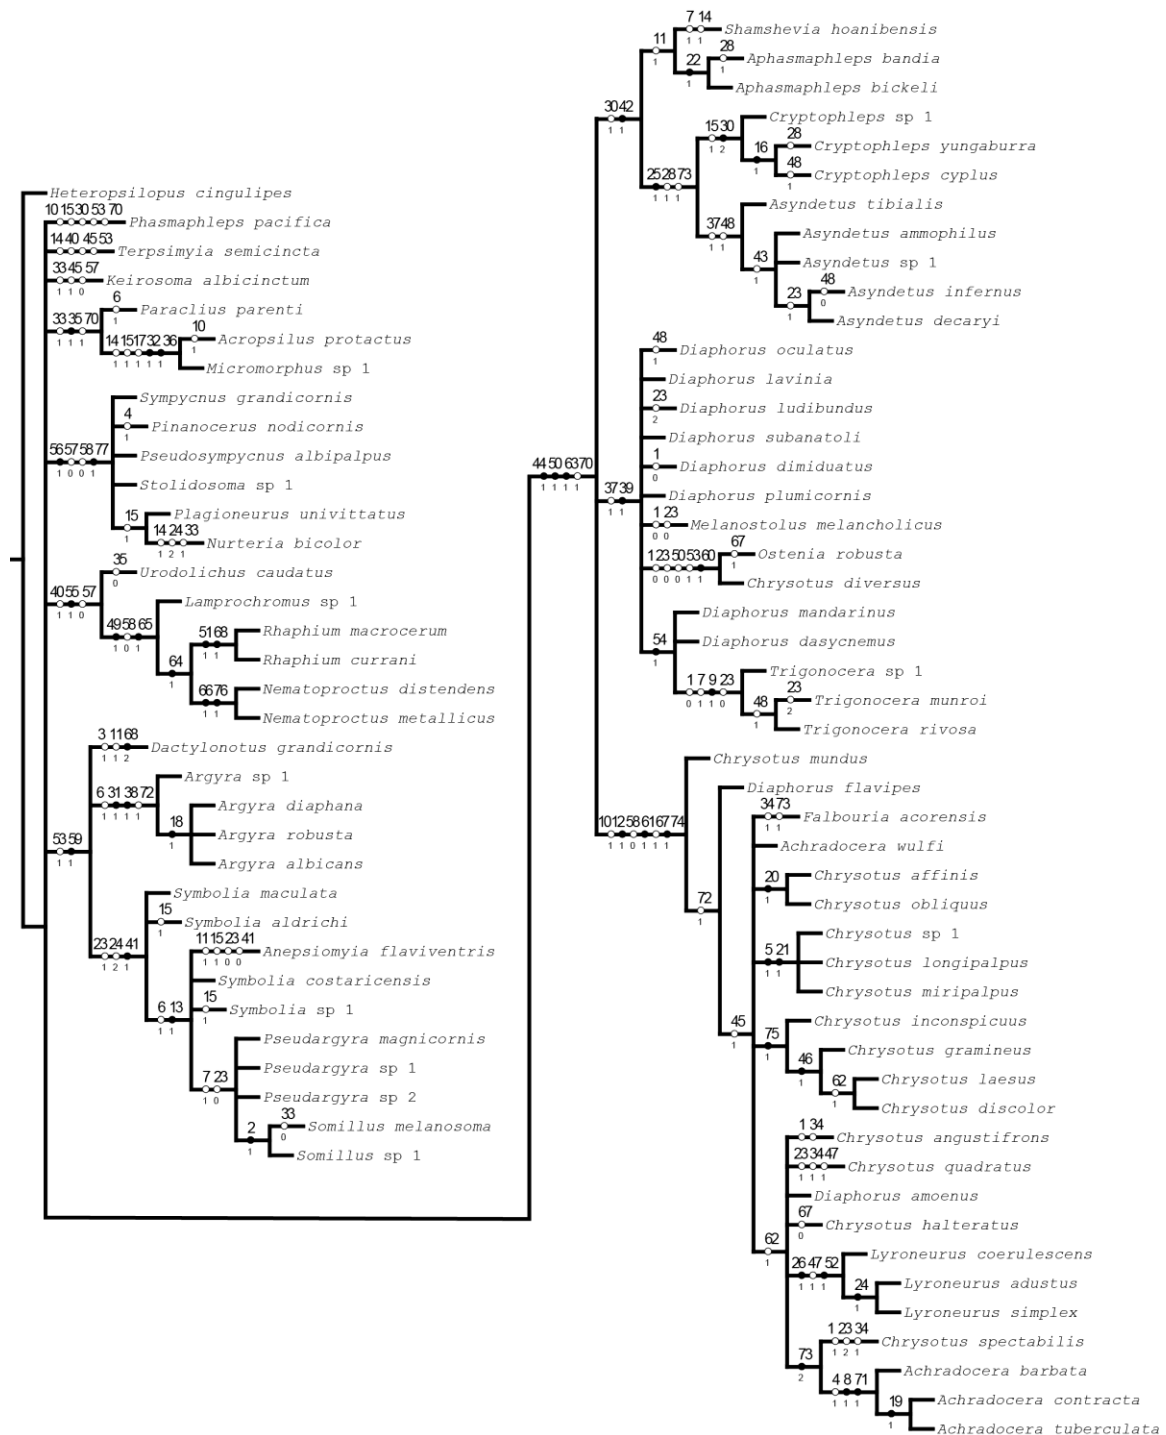 Heteropsilopus cingulipes
10 15 30 53 70
Phasmaphleps pacifica
14 40 45 53
Terpsimyia semicincta
33 45 57
1 1 0
Keirosoma albicinctum
33 35 70
1 1 1
6
1
Paraclius parenti
14 15 17 32 36
1 1 1 1 1
10
1
Acropsilus protactus
Micromorphus sp 1
56 57 58 77
1 0 0 1
Sympycnus grandicornis
4
1
Pinanocerus nodicornis
Pseudosympycnus albipalpus
Stolidosoma sp 1
15
1
Plagioneurus univittatus
14 24 33
1 2 1
Nurteria bicolor
40 55 57
1 1 0
35
0
Urodolichus caudatus
49 58 65
1 0 1
Lamprochromus sp 1
64
1
51 68
1 1
Rhaphium macrocerum
Rhaphium currani
66 76
1 1
Nematoproctus distendens
Nematoproctus metallicus
53 59
1 1
3 11 68
1 1 2
Dactylonotus grandicornis
6 31 38 72
1 1 1 1
Argyra sp 1
18
1
Argyra diaphana
Argyra robusta
Argyra albicans
23 24 41
1 2 1
Symbolia maculata
15
1
Symbolia aldrichi
6 13
1 1
11 15 23 41
1 1 0 0
Anepsiomyia flaviventris
Symbolia costaricensis
15
1
Symbolia sp 1
7 23
1 0
Pseudargyra magnicornis
Pseudargyra sp 1
Pseudargyra sp 2
2
1
33
0
Somillus melanosoma
Somillus sp 1
44 50 63 70
1 1 1 1
30 42
1 1
11
1
7 14
1 1
Shamshevia hoanibensis
22
1
28
1
Aphasmaphleps bandia
Aphasmaphleps bickeli
25 28 73
1 1 1
15 30
1 2
Cryptophleps sp 1
16
1
28
1
Cryptophleps yungaburra
48
1
Cryptophleps cyplus
37 48
1 1
Asyndetus tibialis
43
1
Asyndetus ammophilus
Asyndetus sp 1
23
1
48
0
Asyndetus infernus
Asyndetus decaryi
37 39
1 1
48
1
Diaphorus oculatus
Diaphorus lavinia
23
2
Diaphorus ludibundus
Diaphorus subanatoli
1
0
Diaphorus dimiduatus
Diaphorus plumicornis
1 23
0 0
Melanostolus melancholicus
1 23 50 53 60
0 0 0 1 1
67
1
Ostenia robusta
Chrysotus diversus
54
1
Diaphorus mandarinus
Diaphorus dasycnemus
1 7 9 23
0 1 1 0
Trigonocera sp 1
48
1
23
2
Trigonocera munroi
Trigonocera rivosa
10 12 58 61 67 74
1 1 0 1 1 1
Chrysotus mundus
72
1
Diaphorus flavipes
45
1
34 73
1 1
Falbouria acorensis
Achradocera wulfi
20
1
Chrysotus affinis
Chrysotus obliquus
5 21
1 1
Chrysotus sp 1
Chrysotus longipalpus
Chrysotus miripalpus
75
1
Chrysotus inconspicuus
46
1
Chrysotus gramineus
62
1
Chrysotus laesus
Chrysotus discolor
62
1
1 34
Chrysotus angustifrons
23 34 47
1 1 1
Chrysotus quadratus
Diaphorus amoenus
67
0
Chrysotus halteratus
26 47 52
1 1 1
Lyroneurus coerulescens
24
1
Lyroneurus adustus
Lyroneurus simplex
73
2
1 23 34
1 2 1
Chrysotus spectabilis
4 8 71
1 1 1
Achradocera barbata
19
1
Achradocera contracta
Achradocera tuberculata